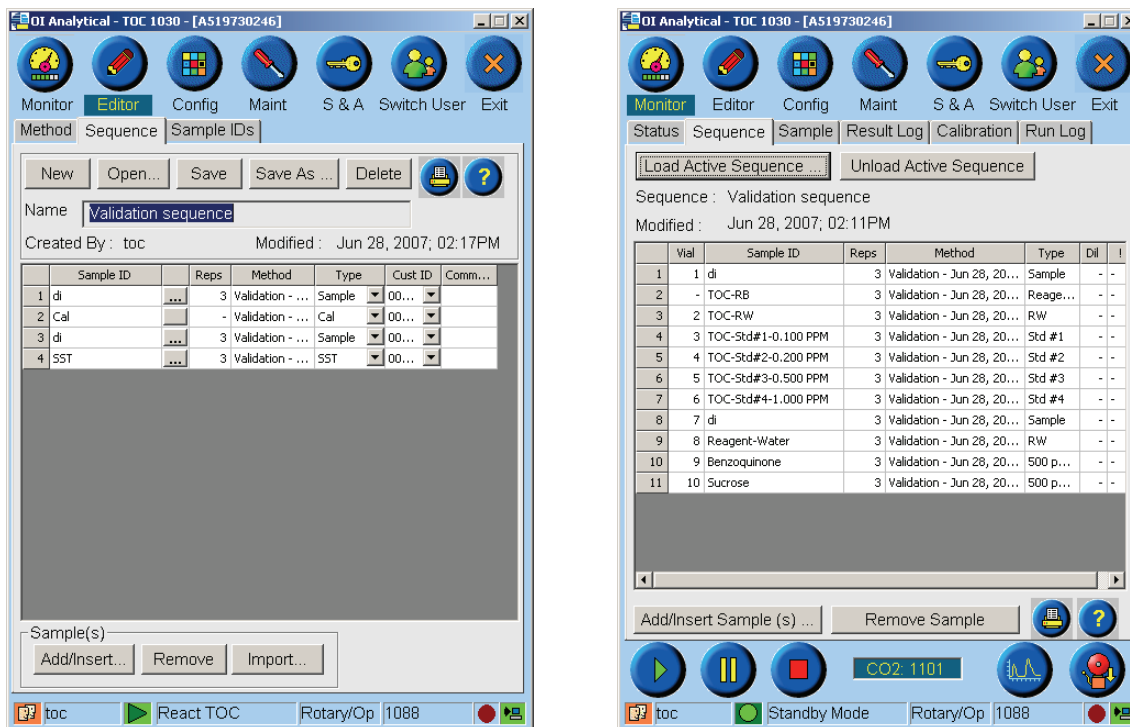 OI Analytical - TOC 1030 - [A519730246]
Monitor Editor Config Maint S & A Switch User Exit
Method Sequence Sample IDs
New Open... Save Save As ... Delete ?
Name Validation sequence
Created By : toc Modified : Jun 28, 2007; 02:17PM
Sample ID Reps Method Type Cust ID Comm...
1 di ... 3 Validation - ... Sample 00...
2 Cal - Validation - ... Cal 00...
3 di ... 3 Validation - ... Sample 00...
4 SST ... 3 Validation - ... SST 00...
Sample(s)
Add/Insert... Remove Import...
toc React TOC Rotary/Op 1088
OI Analytical - TOC 1030 - [A519730246]
Monitor Editor Config Maint S & A Switch User Exit
Status Sequence Sample Result Log Calibration Run Log
Load Active Sequence ... Unload Active Sequence
Sequence : Validation sequence
Modified : Jun 28, 2007; 02:11PM
Vial Sample ID Reps Method Type Dil !
1 1 di 3 Validation - Jun 28, 20... Sample - -
2 - TOC-RB 3 Validation - Jun 28, 20... Reage... - -
3 2 TOC-RW 3 Validation - Jun 28, 20... RW - -
4 3 TOC-Std#1-0.100 PPM 3 Validation - Jun 28, 20... Std #1 - -
5 4 TOC-Std#2-0.200 PPM 3 Validation - Jun 28, 20... Std #2 - -
6 5 TOC-Std#3-0.500 PPM 3 Validation - Jun 28, 20... Std #3 - -
7 6 TOC-Std#4-1.000 PPM 3 Validation - Jun 28, 20... Std #4 - -
8 7 di 3 Validation - Jun 28, 20... Sample - -
9 8 Reagent-Water 3 Validation - Jun 28, 20... RW - -
10 9 Benzoquinone 3 Validation - Jun 28, 20... 500 p... - -
11 10 Sucrose 3 Validation - Jun 28, 20... 500 p... - -
Add/Insert Sample (s) ... Remove Sample ?
CO2: 1101
toc Standby Mode Rotary/Op 1088